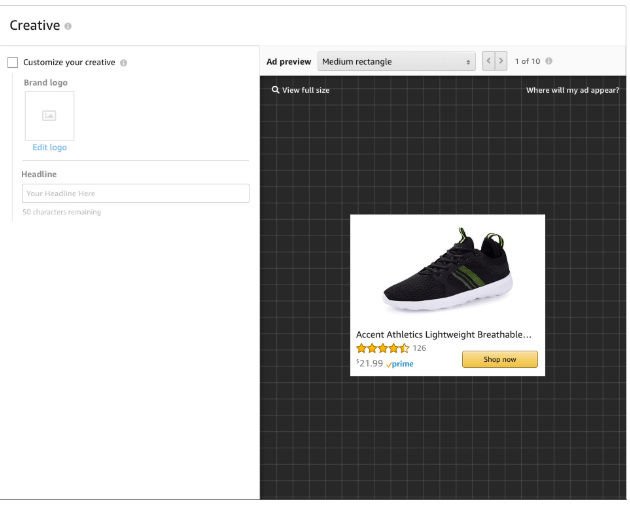 Creative
Customize your creative
Brand logo
Edit logo
Headline
Your Headline Here
50 characters remaining
Ad preview Medium rectangle 1 of 10
View full size Where will my ad appear?
Accent Athletics Lightweight Breathable...
126
$21.99 prime
Shop now